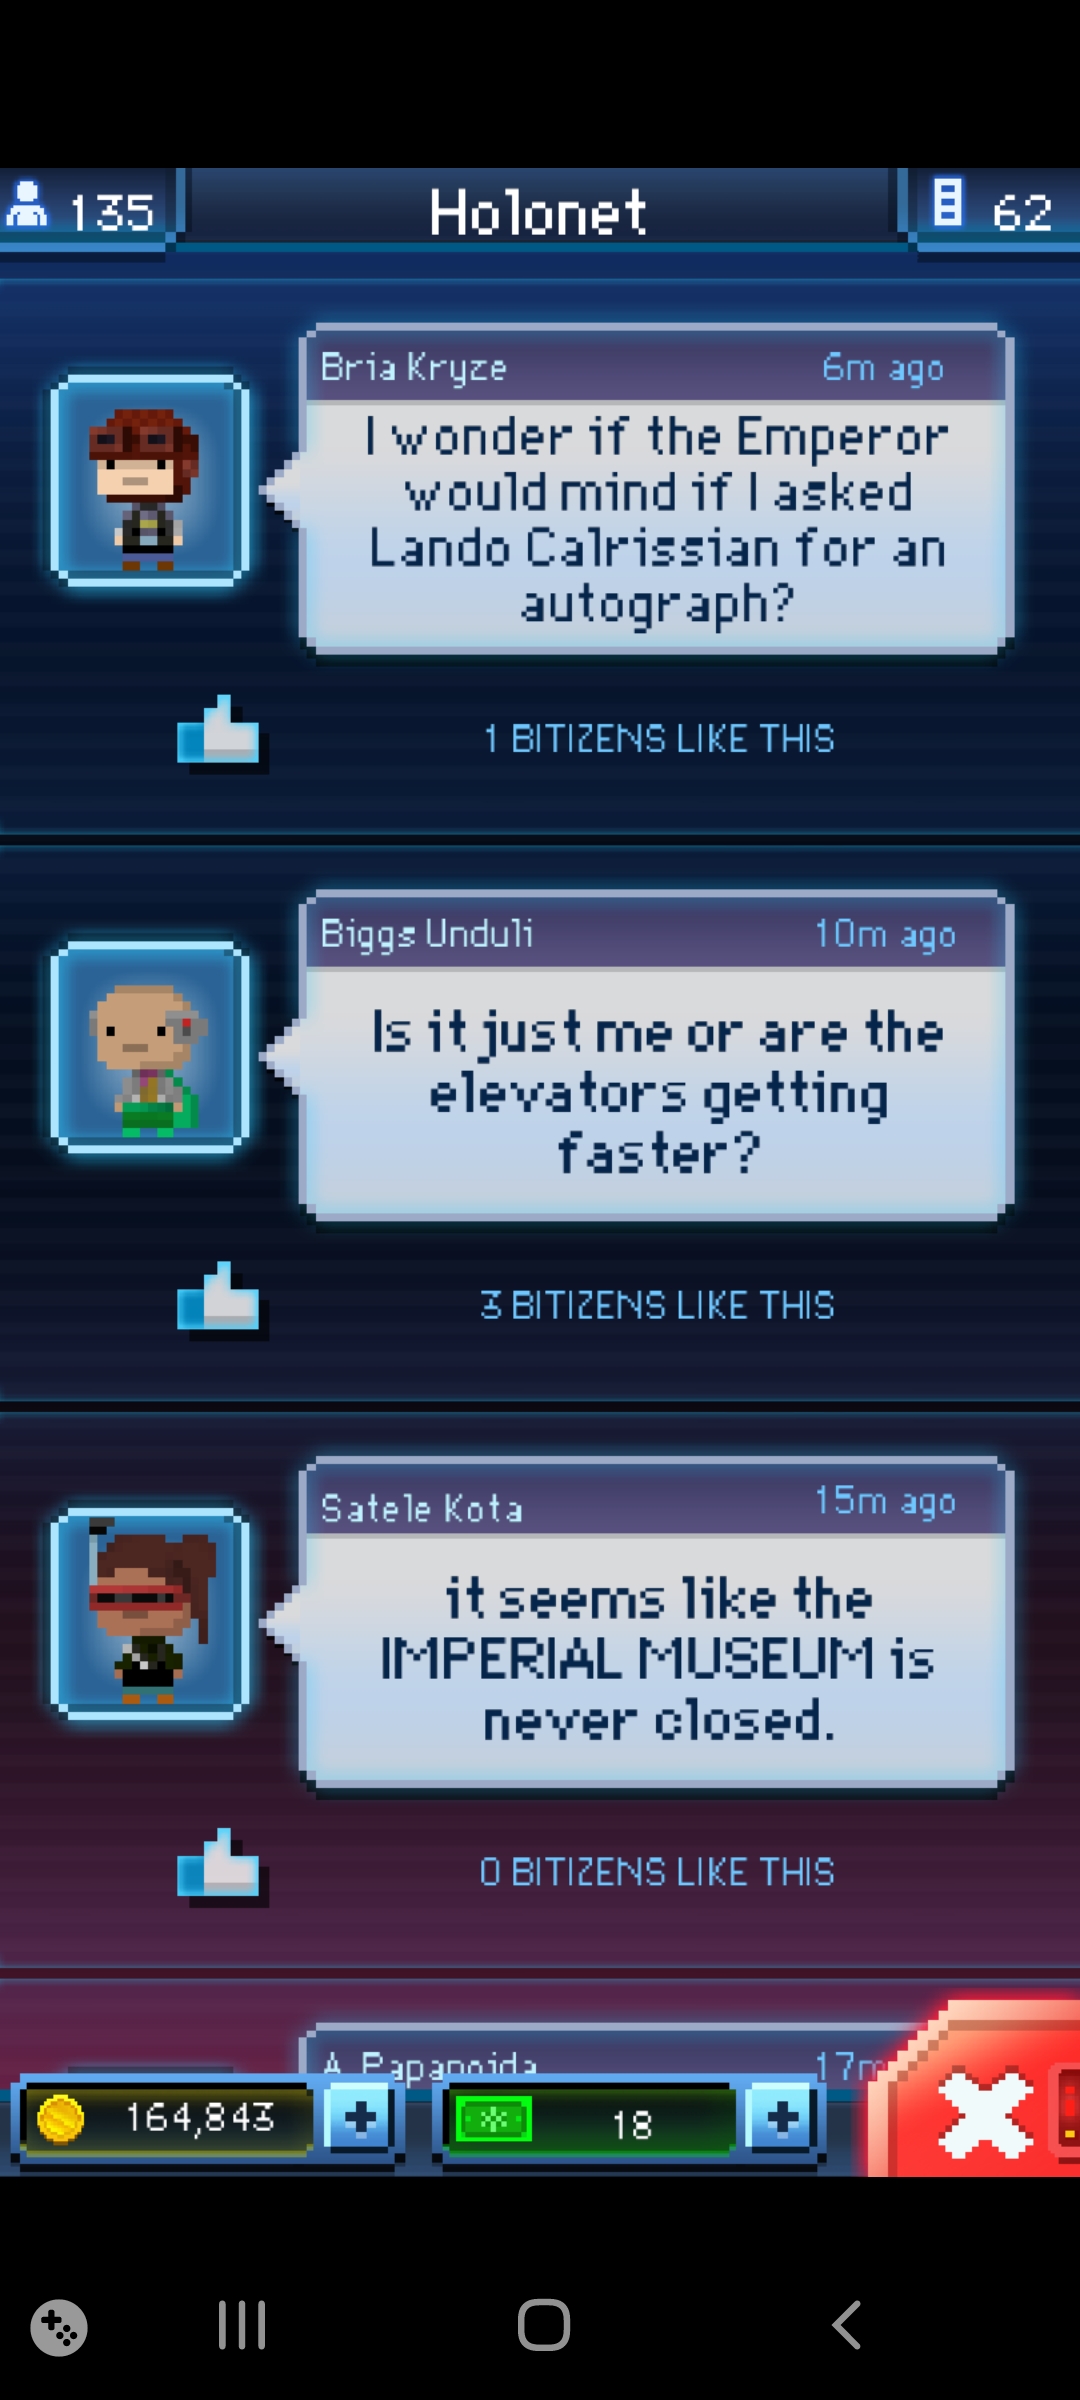 135
Holonet
62
Bria Kryze
6m ago
I wonder if the Emperor
would mind if I asked
Lando Calrissian for an
autograph?
1 BITIZENS LIKE THIS
Biggs Unduli
10m ago
Is it just me or are the
elevators getting
faster?
3 BITIZENS LIKE THIS
Satele Kota
15m ago
it seems like the
IMPERIAL MUSEUM is
never closed.
0 BITIZENS LIKE THIS
A. Papanoida
17m
164,843
18